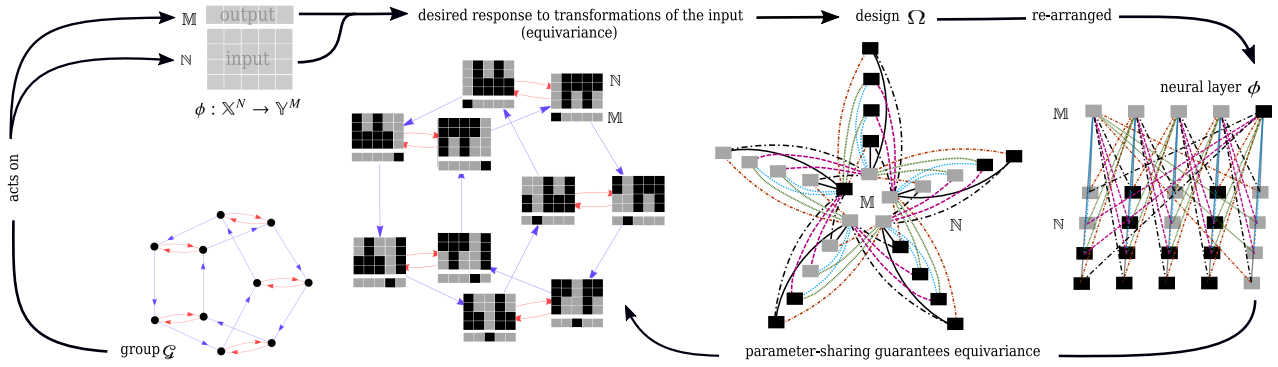 𝕄 output
ℕ input
ϕ : 𝕏^N → 𝕐^M
acts on
group 𝒢
desired response to transformations of the input
(equivariance)
ℕ
𝕄
design Ω
re-arranged
𝕄
ℕ
neural layer ϕ
𝕄
ℕ
parameter-sharing guarantees equivariance